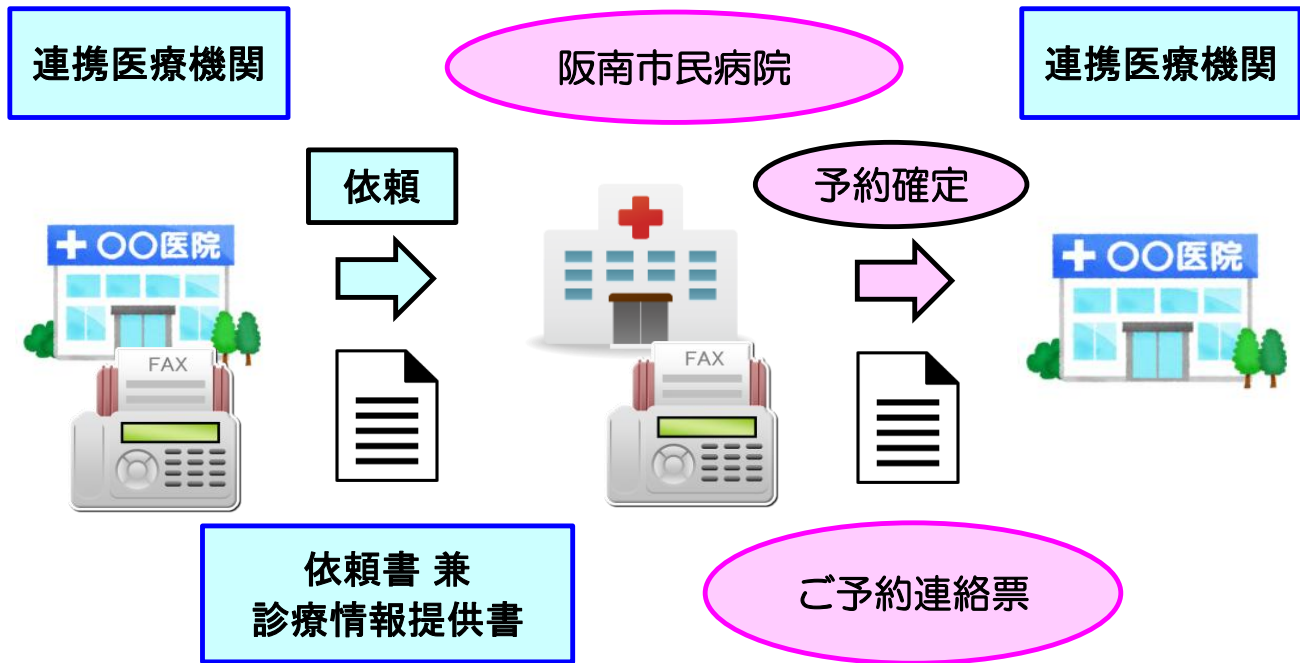 連携医療機関
阪南市民病院
連携医療機関
依頼
予約確定
〇〇医院
〇〇医院
FAX
FAX
依頼書 兼
診療情報提供書
ご予約連絡票